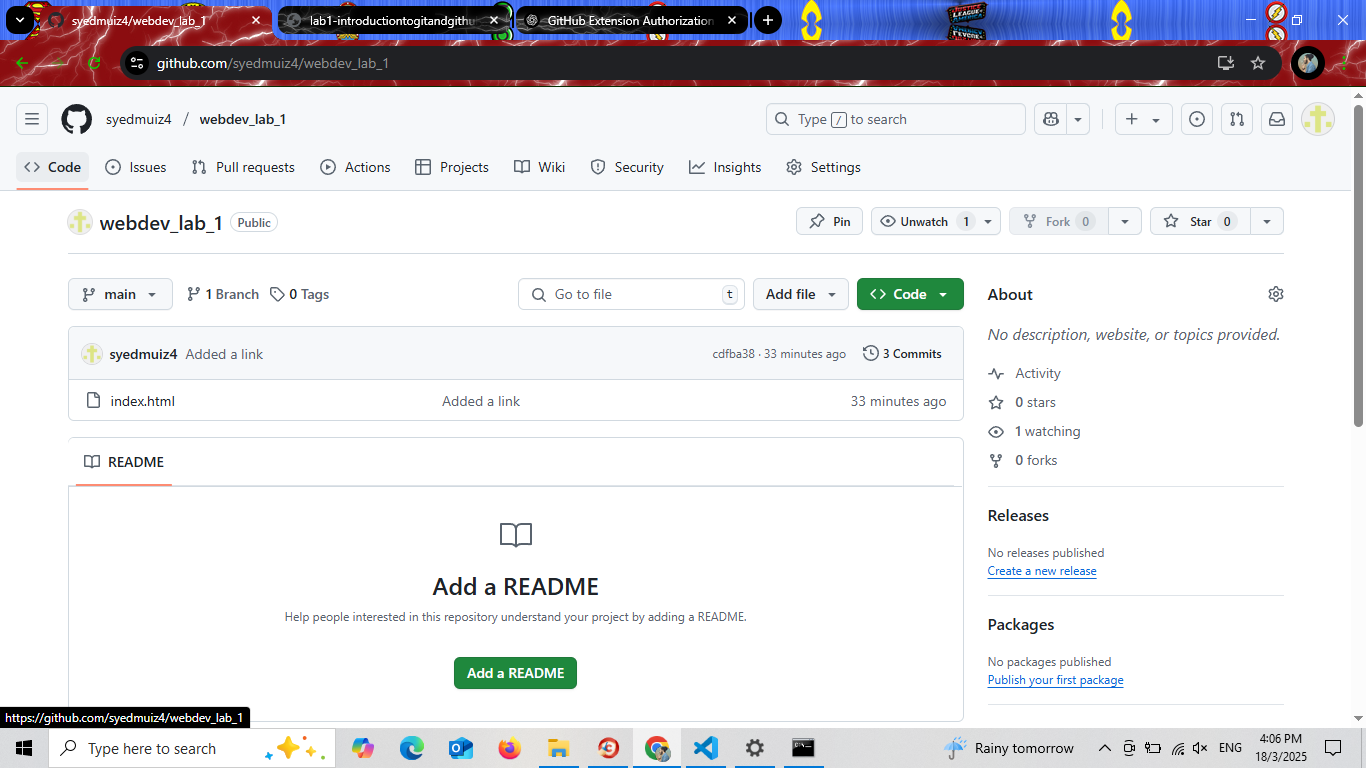 syedmuiz4/webdev_lab_1
lab1-introductiontogitandgithu
GitHub Extension Authorization
github.com/syedmuiz4/webdev_lab_1
syedmuiz4 / webdev_lab_1
Type / to search
Code
Issues
Pull requests
Actions
Projects
Wiki
Security
Insights
Settings
webdev_lab_1 Public
Pin
Unwatch 1
Fork 0
Star 0
main
1 Branch
0 Tags
Go to file t
Add file
Code
syedmuiz4 Added a link
cdfba38 · 33 minutes ago
3 Commits
index.html
Added a link
33 minutes ago
README
Add a README
Help people interested in this repository understand your project by adding a README.
Add a README
About
No description, website, or topics provided.
Activity
0 stars
1 watching
0 forks
Releases
No releases published
Create a new release
Packages
No packages published
Publish your first package
https://github.com/syedmuiz4/webdev_lab_1
Type here to search
Rainy tomorrow
ENG
4:06 PM
18/3/2025